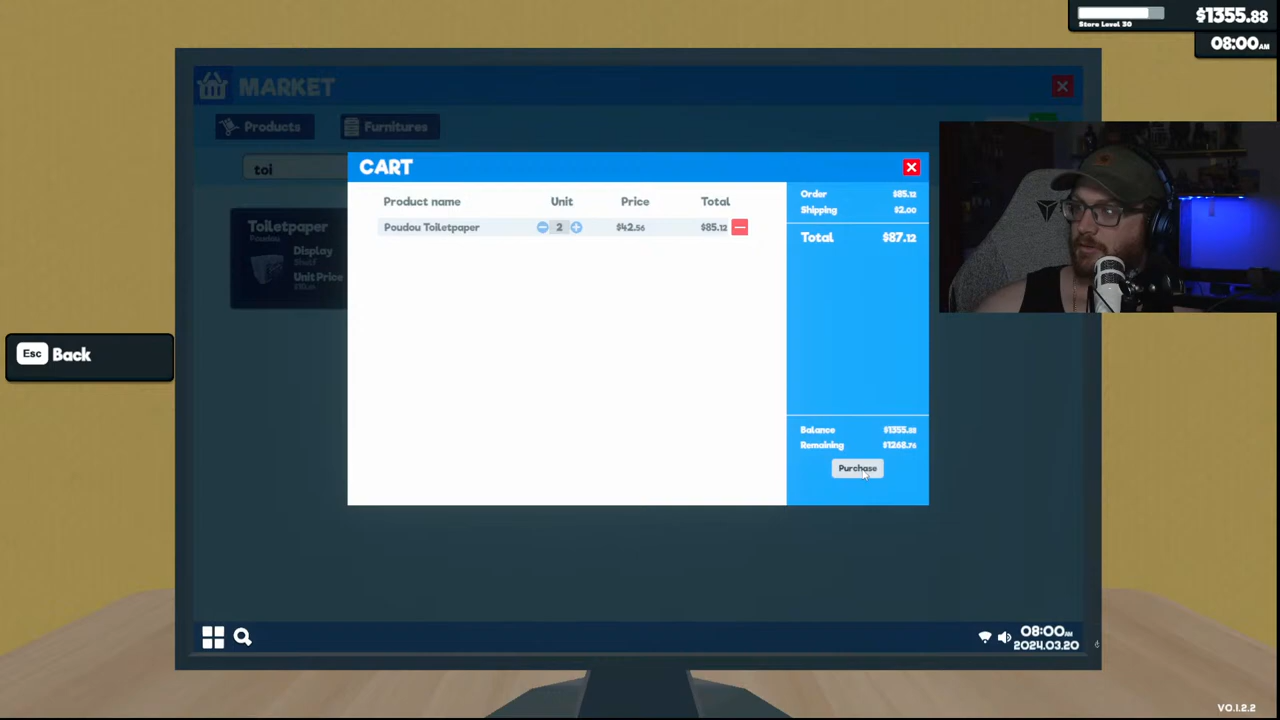 $1355.88
Store Level 30
08:00AM
MARKET
Products
Furnitures
toi
Toiletpaper
Poudou
Display
Shelf
Unit Price
CART
Product name Unit Price Total
Poudou Toiletpaper 2 $42.56 $85.12
Order $85.12
Shipping $2.00
Total $87.12
Balance $1355.88
Remaining $1268.76
Purchase
Esc Back
08:00AM
2024.03.20
V0.1.2.2